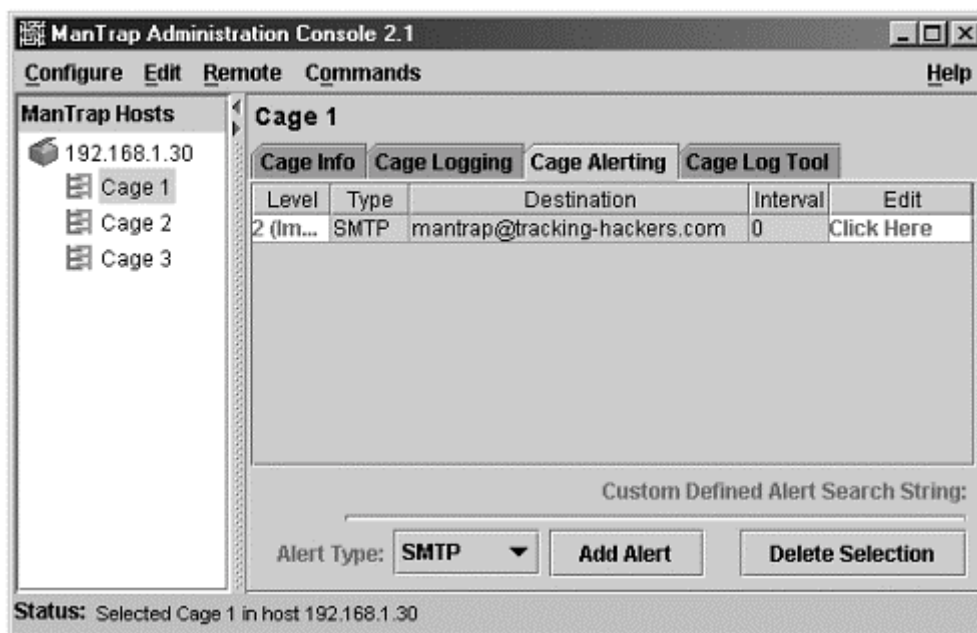 ManTrap Administration Console 2.1
Configure Edit Remote Commands Help
ManTrap Hosts
192.168.1.30
Cage 1
Cage 2
Cage 3
Cage 1
Cage Info Cage Logging Cage Alerting Cage Log Tool
Level Type Destination Interval Edit
2 (Im... SMTP mantrap@tracking-hackers.com 0 Click Here
Custom Defined Alert Search String:
Alert Type: SMTP Add Alert Delete Selection
Status: Selected Cage 1 in host 192.168.1.30